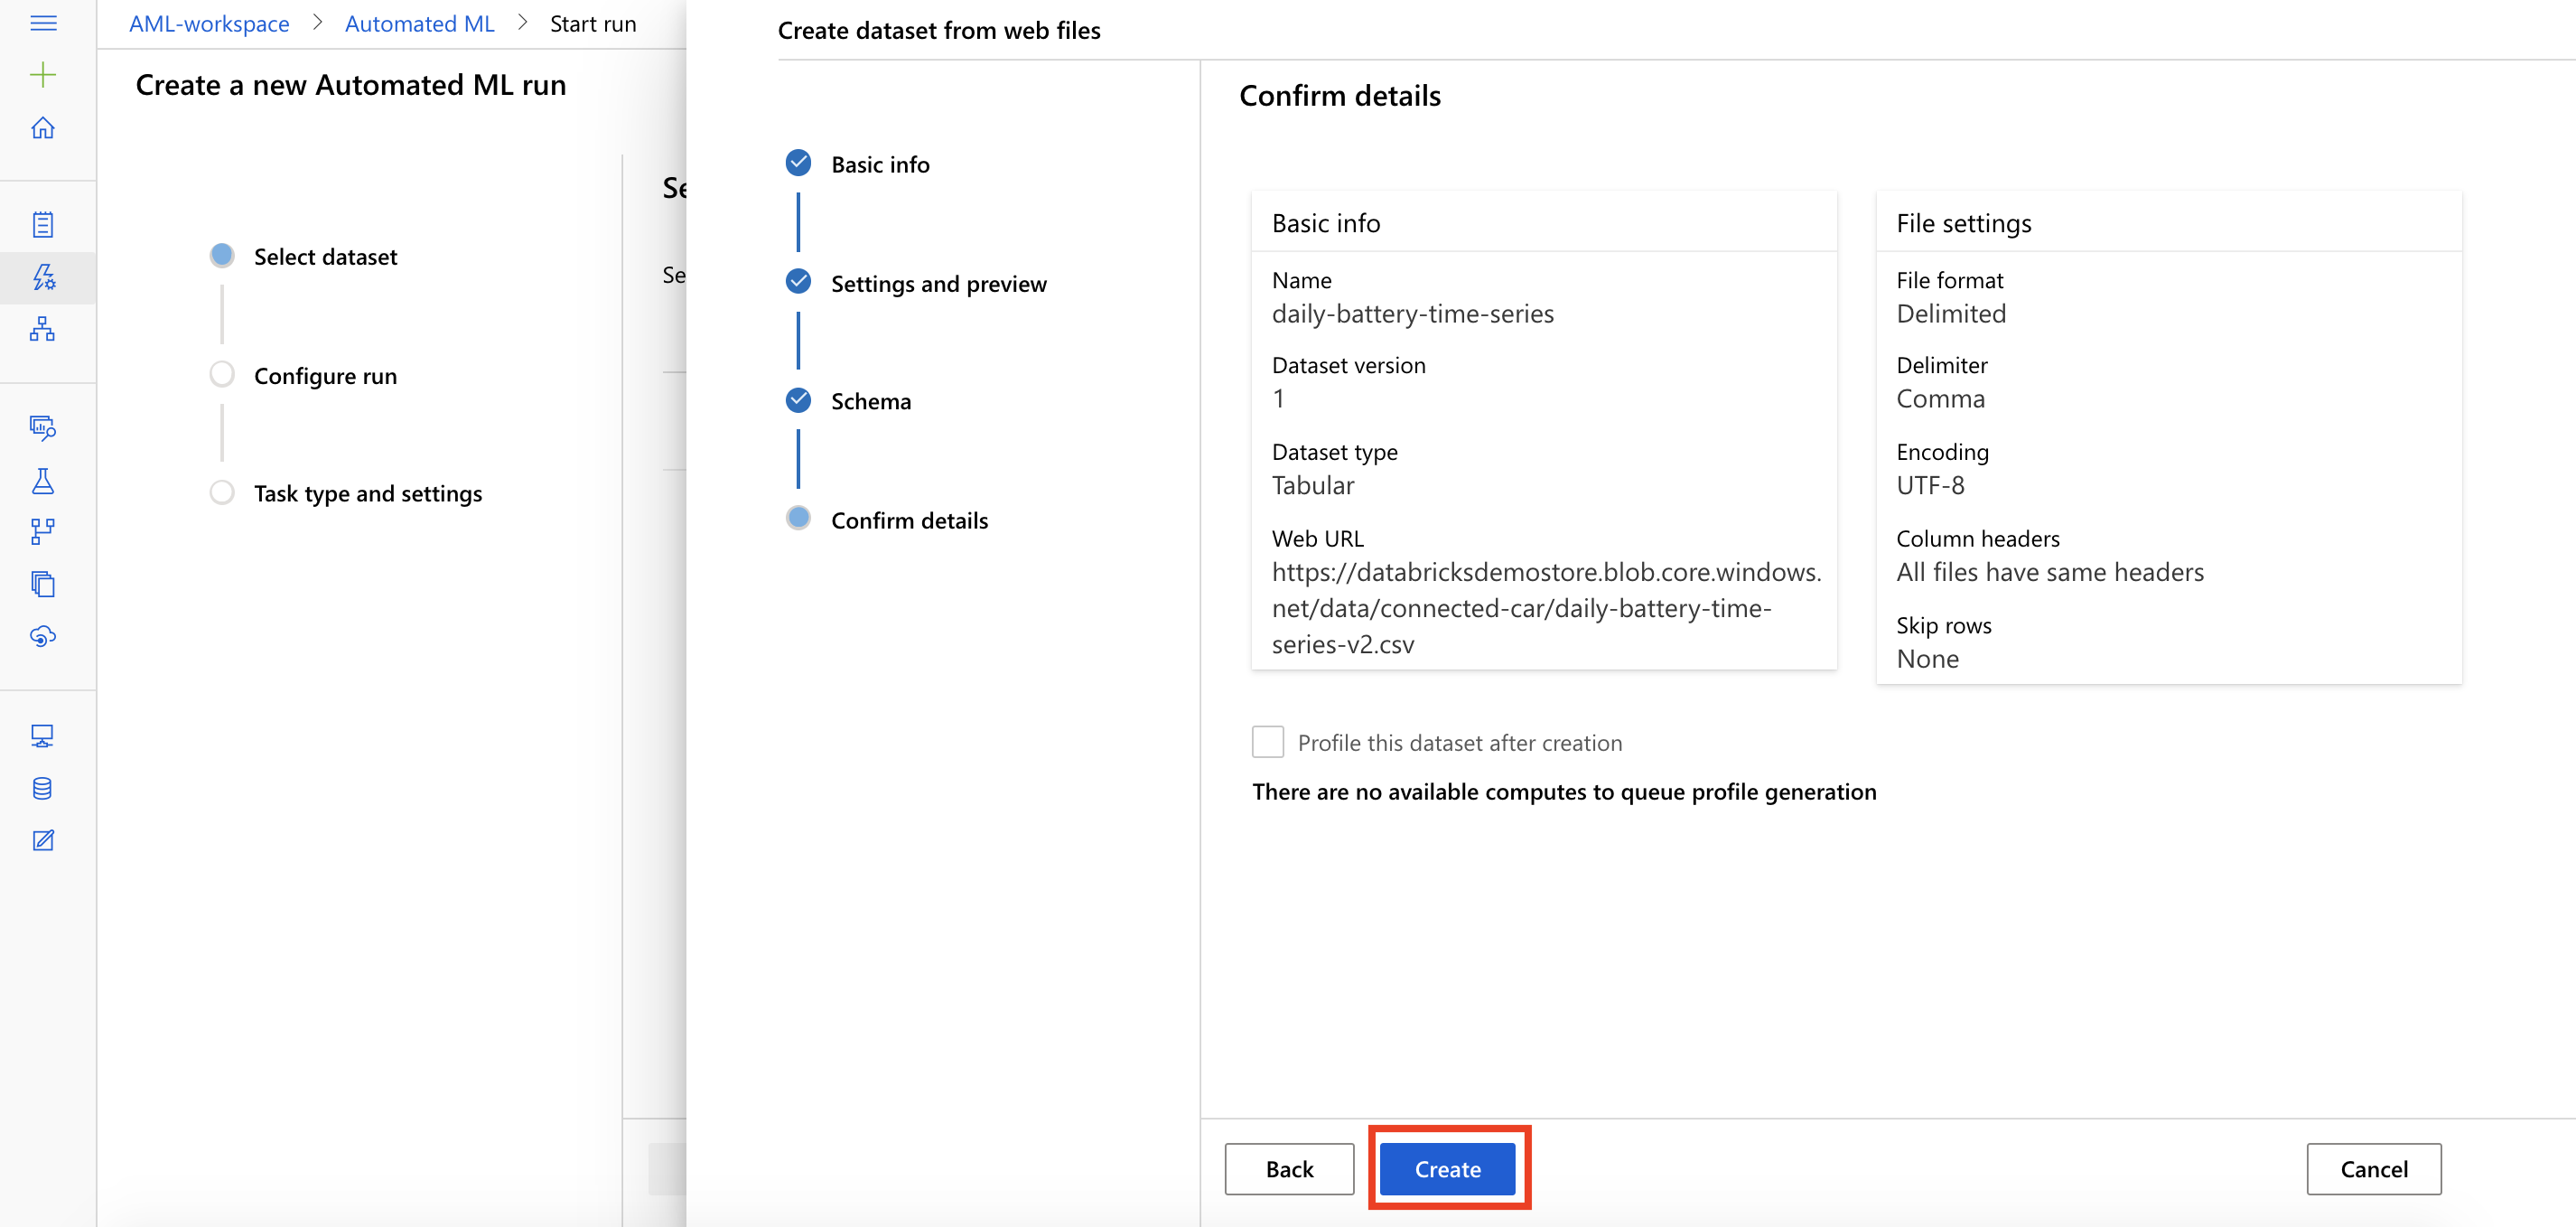 AML-workspace > Automated ML > Start run
Create a new Automated ML run
Select dataset
Configure run
Task type and settings
Se
Se
Create dataset from web files
Basic info
Settings and preview
Schema
Confirm details
Confirm details
Basic info
Name
daily-battery-time-series
Dataset version
1
Dataset type
Tabular
Web URL
https://databricksdemostore.blob.core.windows.
net/data/connected-car/daily-battery-time-
series-v2.csv
File settings
File format
Delimited
Delimiter
Comma
Encoding
UTF-8
Column headers
All files have same headers
Skip rows
None
Profile this dataset after creation
There are no available computes to queue profile generation
Back
Create
Cancel